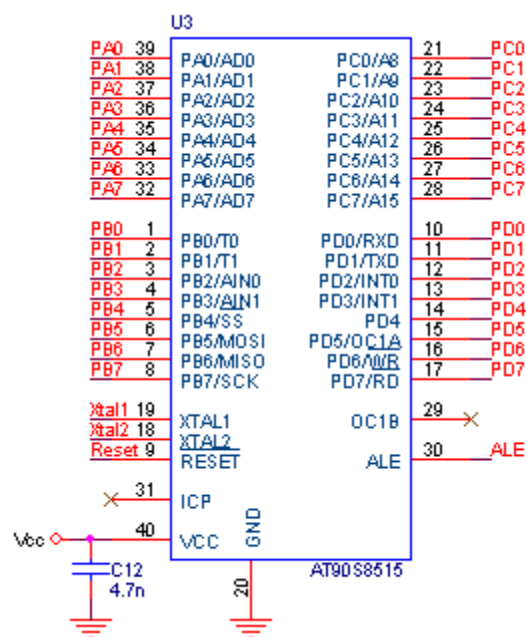 U3
PA0 39 PA0/AD0 PC0/A8 21 PC0
PA1 38 PA1/AD1 PC1/A9 22 PC1
PA2 37 PA2/AD2 PC2/A10 23 PC2
PA3 36 PA3/AD3 PC3/A11 24 PC3
PA4 35 PA4/AD4 PC4/A12 25 PC4
PA5 34 PA5/AD5 PC5/A13 26 PC5
PA6 33 PA6/AD6 PC6/A14 27 PC6
PA7 32 PA7/AD7 PC7/A15 28 PC7
PB0 1 PB0/T0 PD0/RXD 10 PD0
PB1 2 PB1/T1 PD1/TXD 11 PD1
PB2 3 PB2/AIN0 PD2/INT0 12 PD2
PB3 4 PB3/AIN1 PD3/INT1 13 PD3
PB4 5 PB4/SS PD4 14 PD4
PB5 6 PB5/MOSI PD5/OC1A 15 PD5
PB6 7 PB6/MISO PD6/WR 16 PD6
PB7 8 PB7/SCK PD7/RD 17 PD7
Xtal1 19 XTAL1 OC1B 29
Xtal2 18 XTAL2
Reset 9 RESET ALE 30 ALE
31 ICP
Vcc 40 VCC GND
C12 20 AT90S8515
4.7n